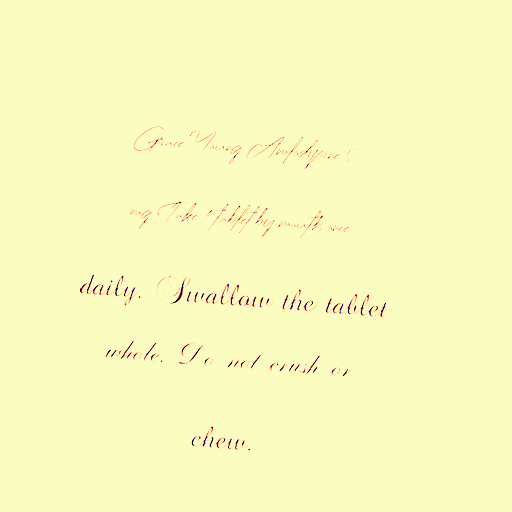 Grace Young Amlodipine 5
mg Take 1 tablet by mouth once
daily. Swallow the tablet
whole. Do not crush or
chew.